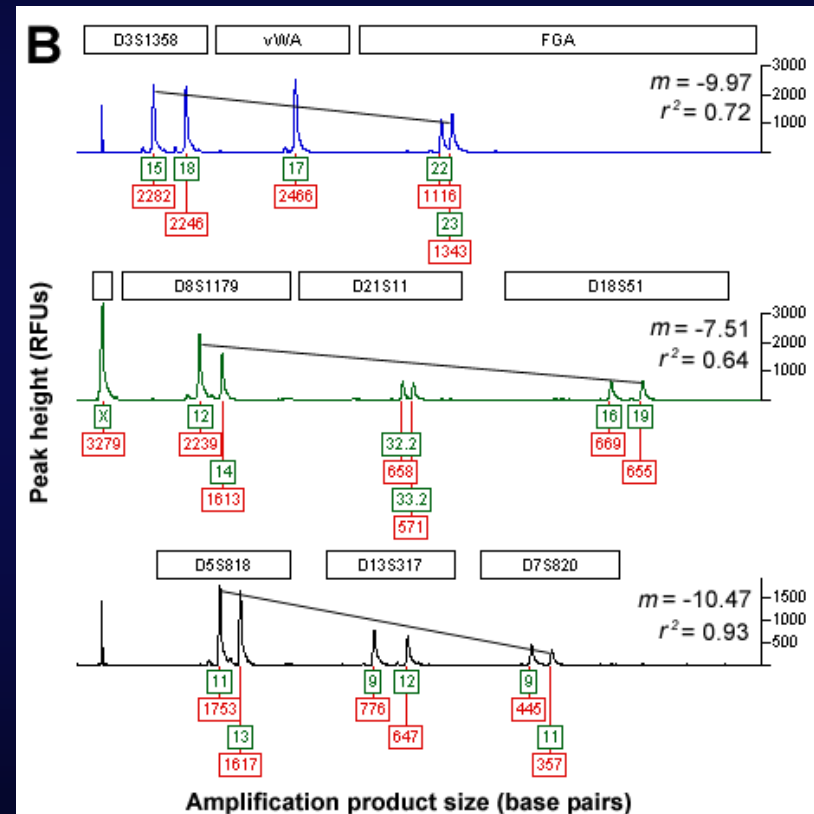 B
D3S1358 vWA FGA
m = -9.97
r² = 0.72
3000
2000
1000
15 18 17 22
2282 2246 2466 1116
23
1343
D8S1179 D21S11 D18S51
m = -7.51
r² = 0.64
3000
2000
1000
X 12 32.2 16 19
3279 2239 658 669 655
14 33.2
1613 571
D5S818 D13S317 D7S820
m = -10.47
r² = 0.93
1500
1000
500
11 9 12 9
1753 776 647 445
13 11
1617 357
Peak height (RFUs)
Amplification product size (base pairs)